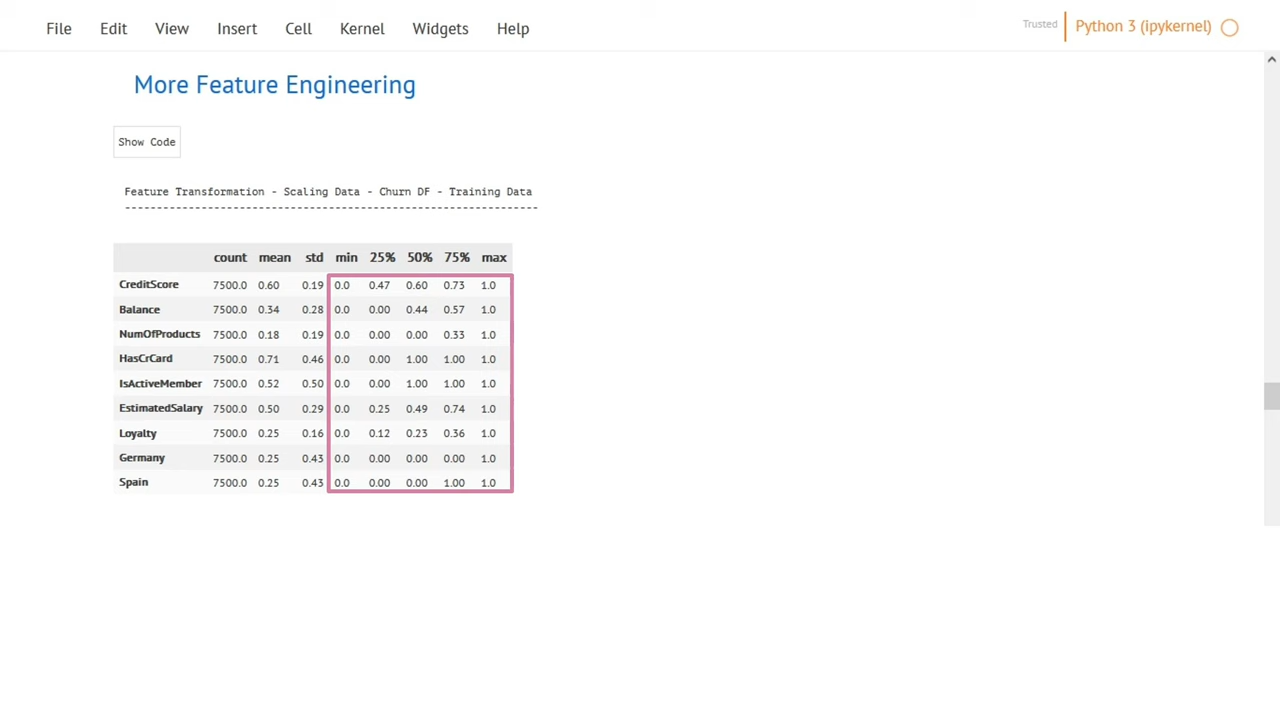 File Edit View Insert Cell Kernel Widgets Help Trusted Python 3 (ipykernel)
More Feature Engineering
Show Code
Feature Transformation - Scaling Data - Churn DF - Training Data
-----------------------------------------------------------------
count mean std min 25% 50% 75% max
CreditScore 7500.0 0.60 0.19 0.0 0.47 0.60 0.73 1.0
Balance 7500.0 0.34 0.28 0.0 0.00 0.44 0.57 1.0
NumOfProducts 7500.0 0.18 0.19 0.0 0.00 0.00 0.33 1.0
HasCrCard 7500.0 0.71 0.46 0.0 0.00 1.00 1.00 1.0
IsActiveMember 7500.0 0.52 0.50 0.0 0.00 1.00 1.00 1.0
EstimatedSalary 7500.0 0.50 0.29 0.0 0.25 0.49 0.74 1.0
Loyalty 7500.0 0.25 0.16 0.0 0.12 0.23 0.36 1.0
Germany 7500.0 0.25 0.43 0.0 0.00 0.00 0.00 1.0
Spain 7500.0 0.25 0.43 0.0 0.00 0.00 1.00 1.0